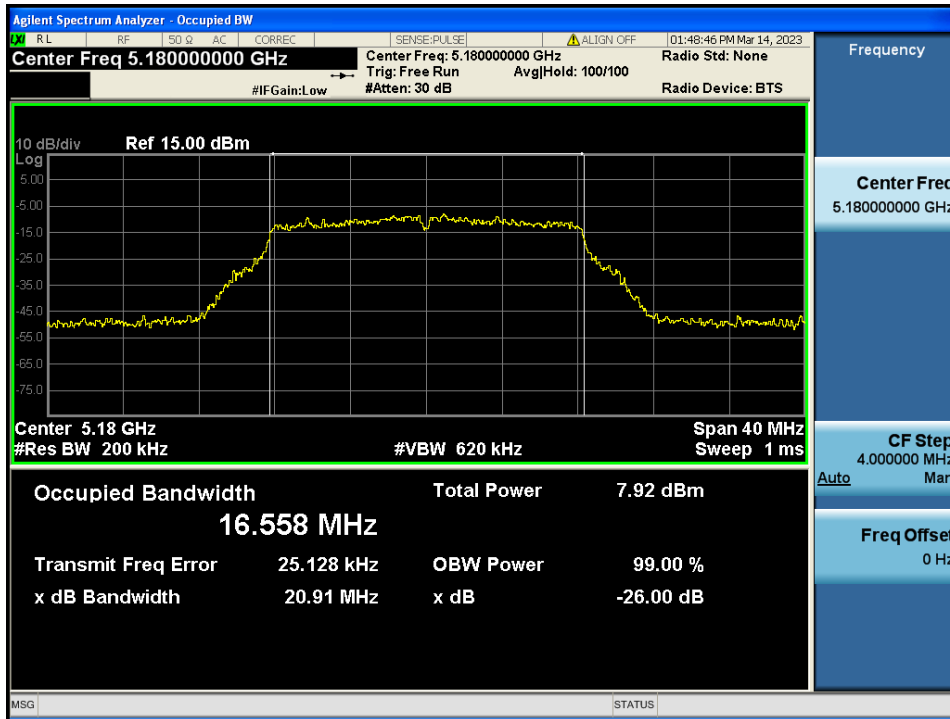 Agilent Spectrum Analyzer - Occupied BW
LXI RL RF 50 Ω AC CORREC SENSE:PULSE ALIGN OFF 01:48:46 PM Mar 14, 2023
Center Freq 5.180000000 GHz
Center Freq: 5.180000000 GHz
Radio Std: None
Trig: Free Run Avg|Hold: 100/100
#IFGain:Low
#Atten: 30 dB
Radio Device: BTS
Frequency
10 dB/div Ref 15.00 dBm
Log
5.00
-5.00
-15.0
-25.0
-35.0
-45.0
-55.0
-65.0
-75.0
Center 5.18 GHz Span 40 MHz
#Res BW 200 kHz #VBW 620 kHz Sweep 1 ms
Center Freq
5.180000000 GHz
CF Step
4.000000 MHz
Auto Man
Freq Offset
0 Hz
Occupied Bandwidth Total Power 7.92 dBm
16.558 MHz
Transmit Freq Error 25.128 kHz OBW Power 99.00 %
x dB Bandwidth 20.91 MHz x dB -26.00 dB
MSG STATUS